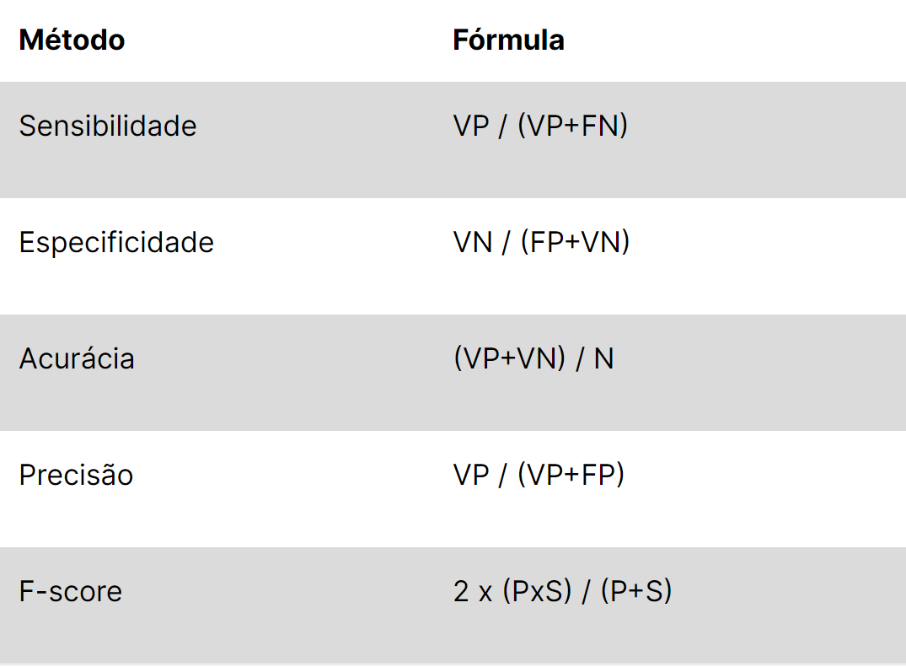 Método Fórmula
Sensibilidade VP / (VP+FN)
Especificidade VN / (FP+VN)
Acurácia (VP+VN) / N
Precisão VP / (VP+FP)
F-score 2 x (PxS) / (P+S)